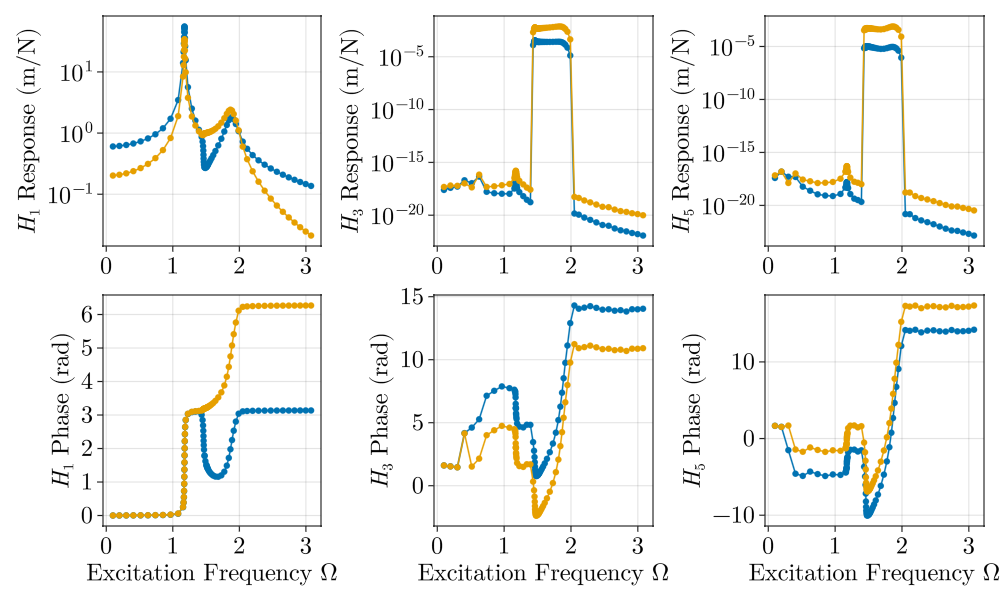 H₁ Response (m/N)
10¹
10⁰
10⁻¹
0 1 2 3
H₃ Response (m/N)
10⁻⁵
10⁻¹⁰
10⁻¹⁵
10⁻²⁰
0 1 2 3
H₅ Response (m/N)
10⁻⁵
10⁻¹⁰
10⁻¹⁵
10⁻²⁰
0 1 2 3
H₁ Phase (rad)
6
5
4
3
2
1
0
0 1 2 3
Excitation Frequency Ω
H₃ Phase (rad)
15
10
5
0
0 1 2 3
Excitation Frequency Ω
H₅ Phase (rad)
10
0
−10
0 1 2 3
Excitation Frequency Ω